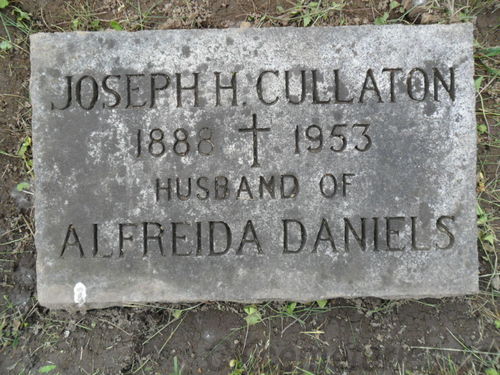 JOSEPH H. CULLATON
1888 1953
HUSBAND OF
ALFREIDA DANIELS